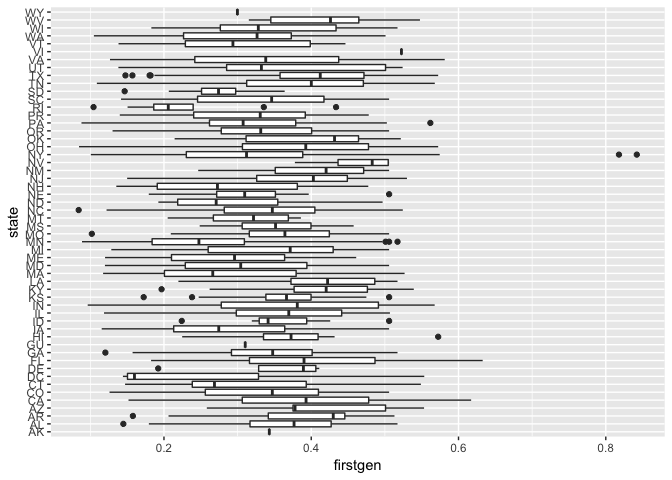 WY
WV
WI
WA
VT
VI
VA
UT
TX
TN
SD
SC
RI
PR
PA
OR
OK
OH
NY
NV
NM
NJ
NH
NE
ND
NC
MT
MS
MO
MN
MI
ME
MD
MA
LA
KY
KS
IN
IL
ID
IA
HI
GU
GA
FL
DE
DC
CT
CO
CA
AZ
AR
AL
AK
state
0.2 0.4 0.6 0.8
firstgen